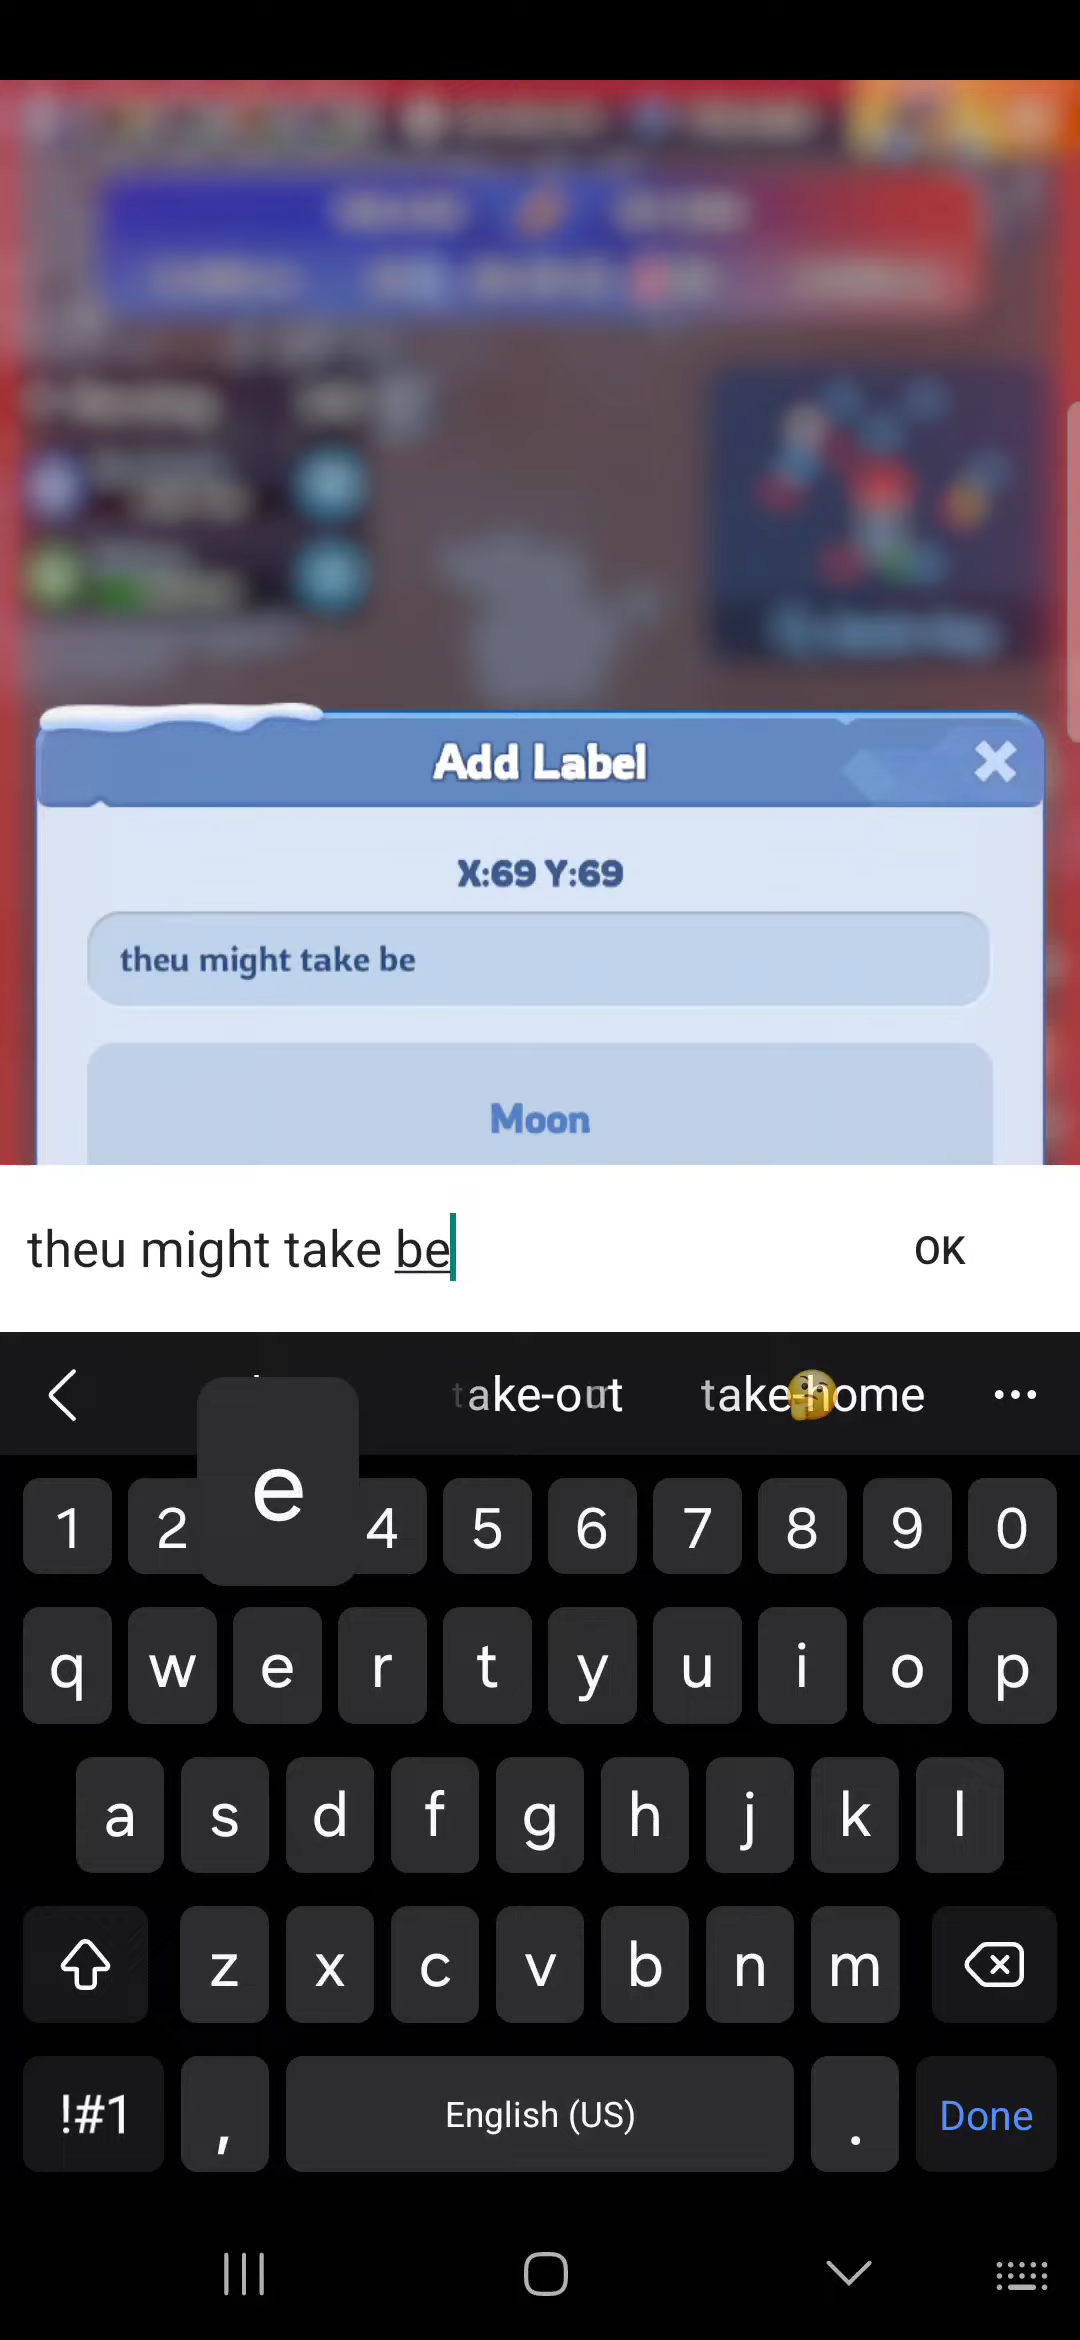 Add Label
X:69 Y:69
theu might take be
Moon
theu might take be
OK
take-out take-home
1 2 4 5 6 7 8 9 0
e
q w e r t y u i o p
a s d f g h j k l
z x c v b n m
!#1 , English (US) . Done